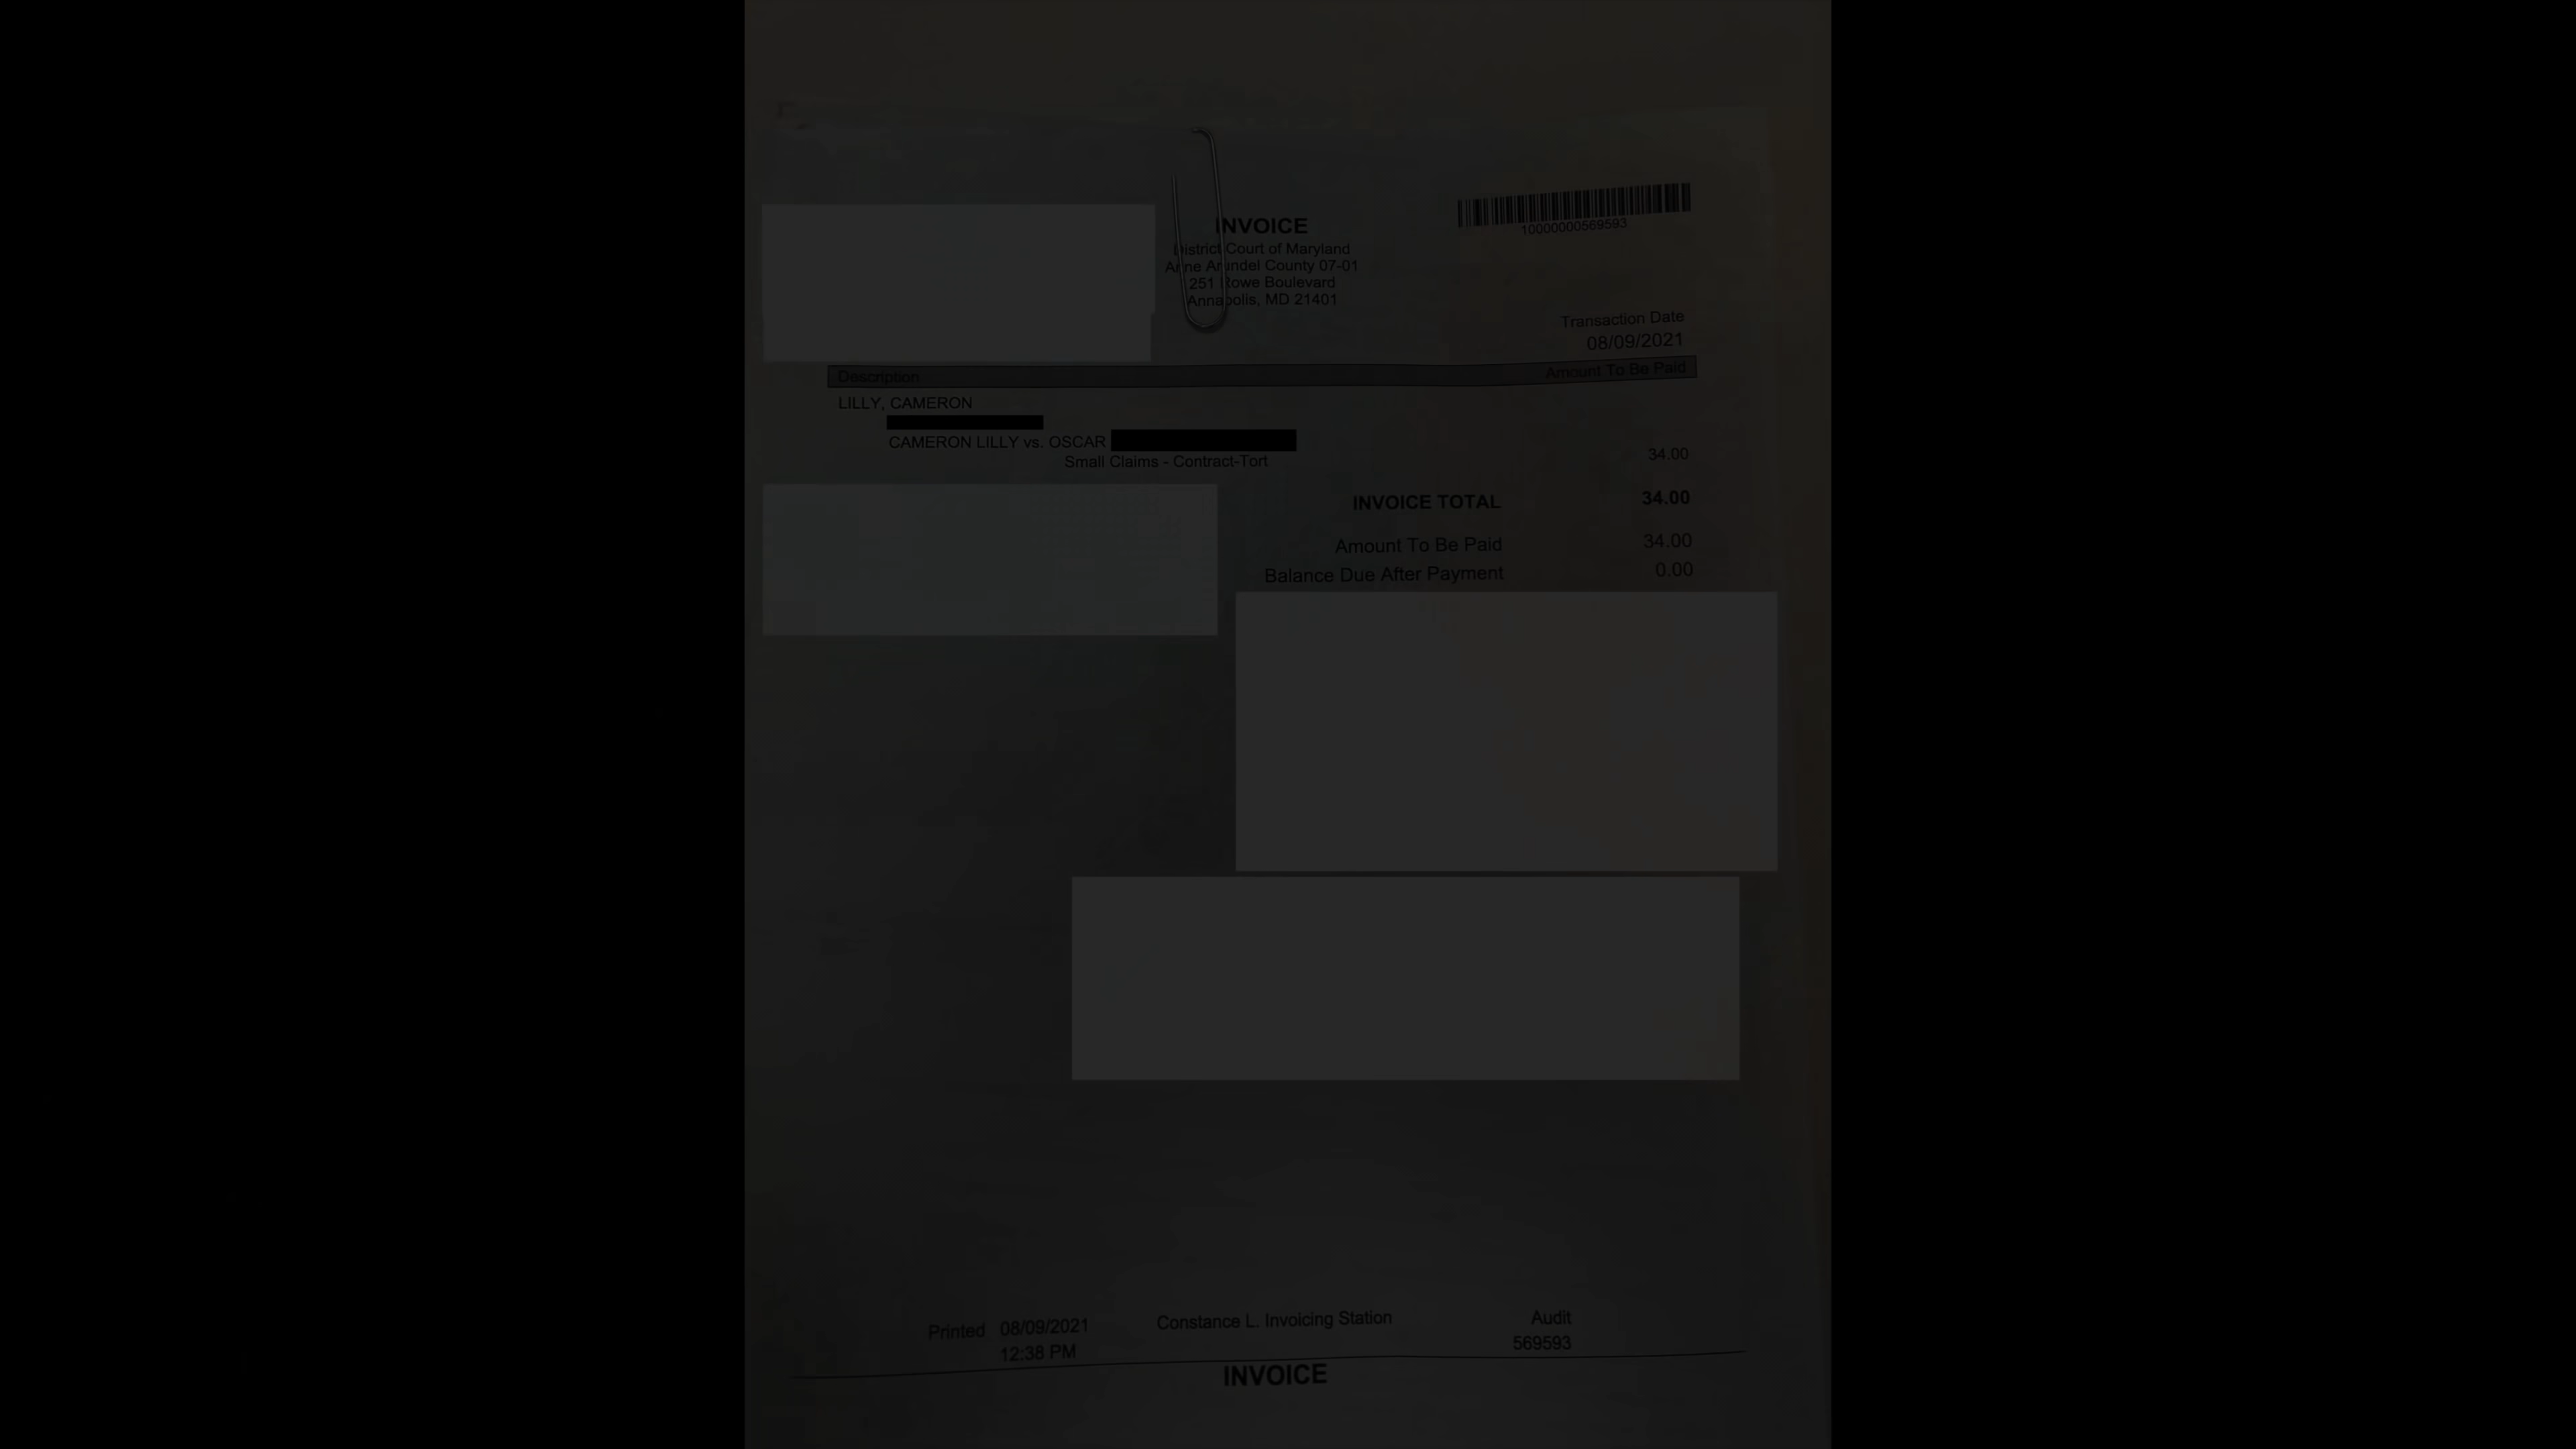 INVOICE
District Court of Maryland
Anne Arundel County 07-01
251 Rowe Boulevard
Annapolis, MD 21401
10000000569593
Transaction Date
08/09/2021
Description Amount To Be Paid
LILLY, CAMERON
CAMERON LILLY vs. OSCAR
Small Claims - Contract-Tort 34.00
INVOICE TOTAL 34.00
Amount To Be Paid 34.00
Balance Due After Payment 0.00
Printed 08/09/2021 Constance L. Invoicing Station Audit
12:38 PM 569593
INVOICE